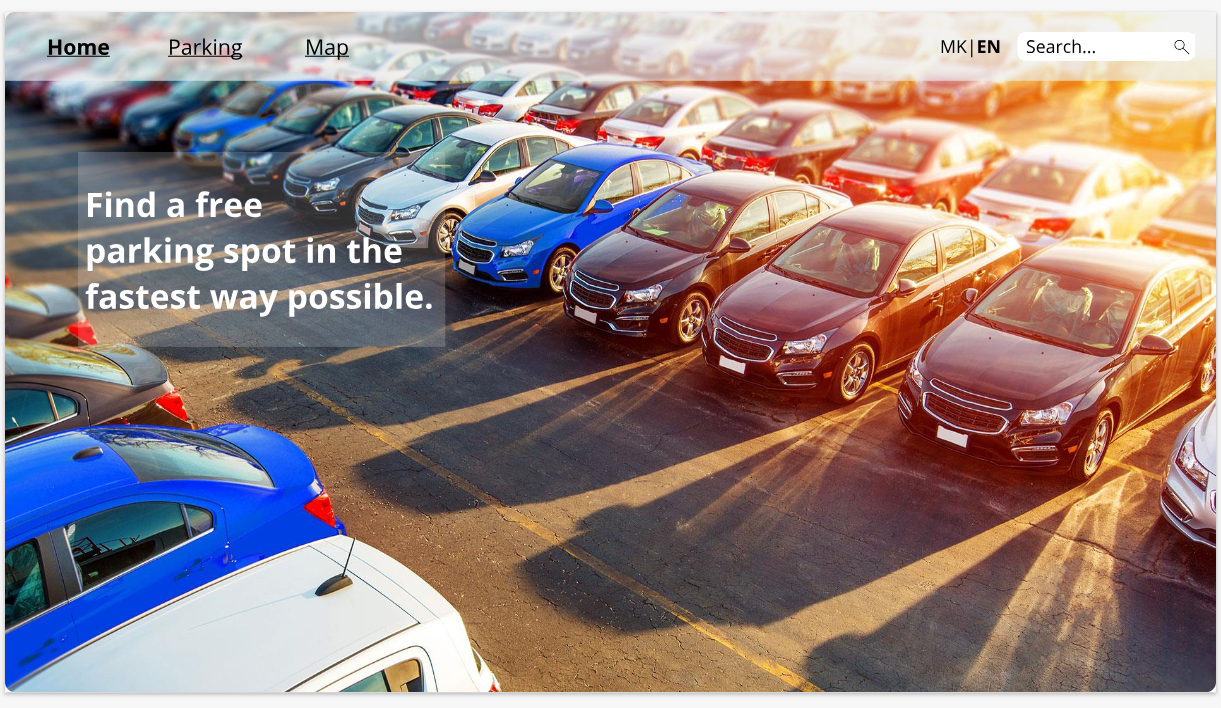 Home Parking Map MK|EN Search...
Find a free
parking spot in the
fastest way possible.